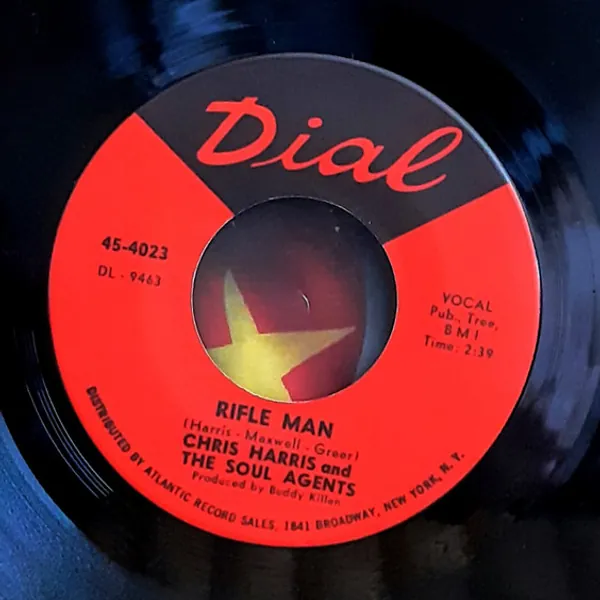 Dial
45-4023
DL - 9463
VOCAL
Pub., Tree,
BMI
Time: 2:39
RIFLE MAN
(Harris - Maxwell - Greer)
CHRIS HARRIS and
THE SOUL AGENTS
Produced by Buddy Killen
DISTRIBUTED BY ATLANTIC RECORD SALES, 1841 BROADWAY, NEW YORK, N. Y.